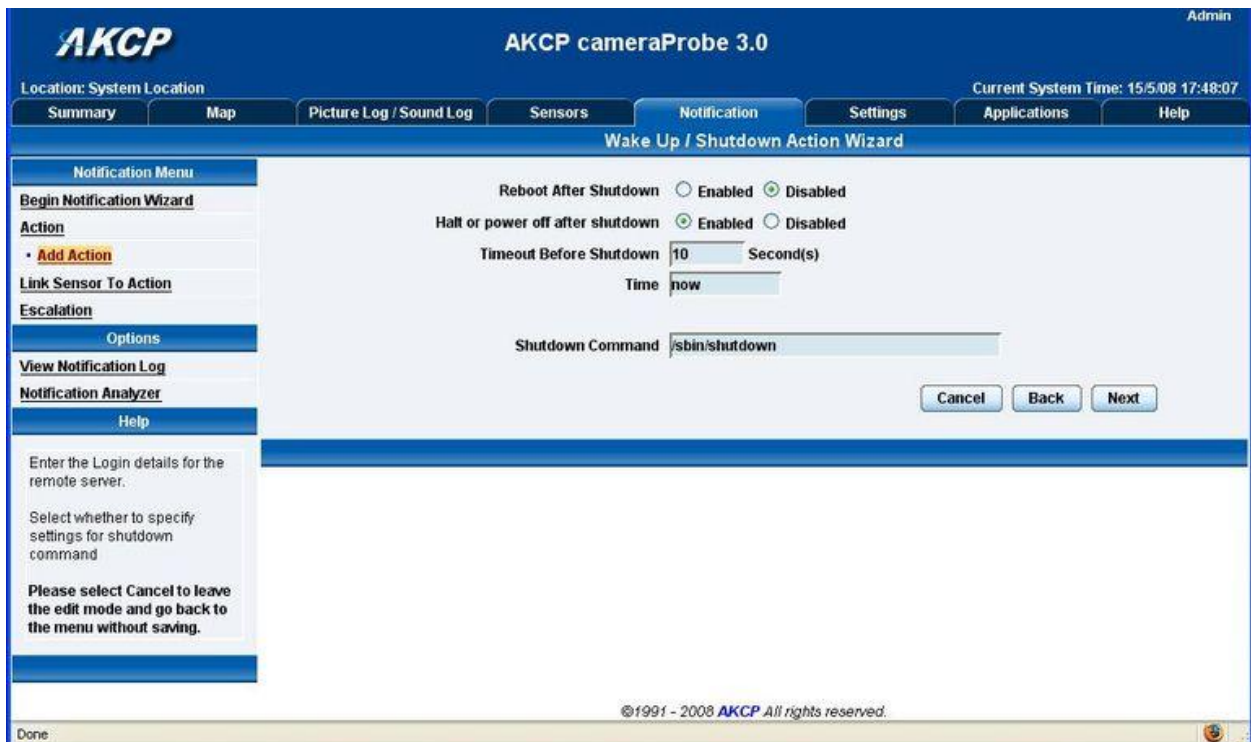 Admin
AKCP
AKCP cameraProbe 3.0
Location: System Location
Current System Time: 15/5/08 17:48:07
Summary Map Picture Log / Sound Log Sensors Notification Settings Applications Help
Wake Up / Shutdown Action Wizard
Notification Menu
Begin Notification Wizard
Action
Add Action
Link Sensor To Action
Escalation
Options
View Notification Log
Notification Analyzer
Help
Enter the Login details for the
remote server.
Select whether to specify
settings for shutdown
command
Please select Cancel to leave
the edit mode and go back to
the menu without saving.
Reboot After Shutdown Enabled Disabled
Halt or power off after shutdown Enabled Disabled
Timeout Before Shutdown 10 Second(s)
Time now
Shutdown Command /sbin/shutdown
Cancel Back Next
©1991 - 2008 AKCP All rights reserved.
Done